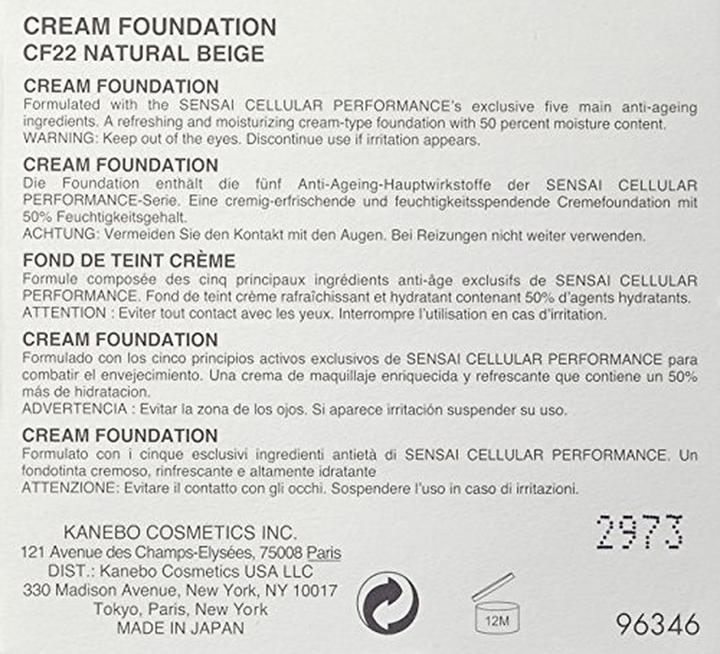 CREAM FOUNDATION
CF22 NATURAL BEIGE
CREAM FOUNDATION
Formulated with the SENSAI CELLULAR PERFORMANCE's exclusive five main anti-ageing
ingredients. A refreshing and moisturizing cream-type foundation with 50 percent moisture content.
WARNING: Keep out of the eyes. Discontinue use if irritation appears.
CREAM FOUNDATION
Die Foundation enthält die fünf Anti-Ageing-Hauptwirkstoffe der SENSAI CELLULAR
PERFORMANCE-Serie. Eine cremig-erfrischende und feuchtigkeitsspendende Cremefoundation mit
50% Feuchtigkeitsgehalt.
ACHTUNG: Vermeiden Sie den Kontakt mit den Augen. Bei Reizungen nicht weiter verwenden.
FOND DE TEINT CRÈME
Formule composée des cinq principaux ingrédients anti-âge exclusifs de SENSAI CELLULAR
PERFORMANCE. Fond de teint crème rafraîchissant et hydratant contenant 50% d'agents hydratants.
ATTENTION : Eviter tout contact avec les yeux. Interrompre l'utilisation en cas d'irritation.
CREAM FOUNDATION
Formulado con los cinco principios activos exclusivos de SENSAI CELLULAR PERFORMANCE para
combatir el envejecimiento. Una crema de maquillaje enriquecida y refrescante que contiene un 50%
más de hidratacion.
ADVERTENCIA : Evitar la zona de los ojos. Si aparece irritación suspender su uso.
CREAM FOUNDATION
Formulato con i cinque esclusivi ingredienti antietà di SENSAI CELLULAR PERFORMANCE. Un
fondotinta cremoso, rinfrescante e altamente idratante
ATTENZIONE: Evitare il contatto con gli occhi. Sospendere l'uso in caso di irritazioni.
KANEBO COSMETICS INC.
121 Avenue des Champs-Elysées, 75008 Paris
DIST.: Kanebo Cosmetics USA LLC
330 Madison Avenue, New York, NY 10017
Tokyo, Paris, New York
MADE IN JAPAN
12M
2973
96346